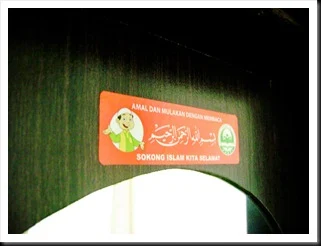 AMAL DAN MULAKAN DENGAN MEMBACA
بسم الله الرحمن الرحيم
SOKONG ISLAM KITA SELAMAT